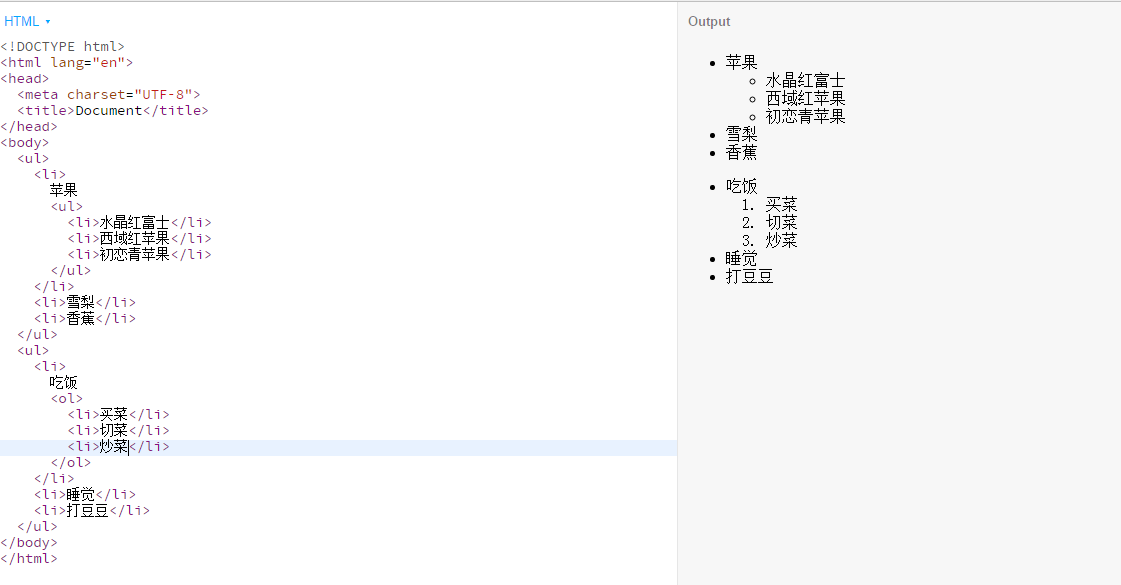 HTML ▾
<!DOCTYPE html>
<html lang="en">
<head>
  <meta charset="UTF-8">
  <title>Document</title>
</head>
<body>
  <ul>
    <li>
      苹果
      <ul>
        <li>水晶红富士</li>
        <li>西域红苹果</li>
        <li>初恋青苹果</li>
      </ul>
    </li>
    <li>雪梨</li>
    <li>香蕉</li>
  </ul>
  <ul>
    <li>
      吃饭
      <ol>
        <li>买菜</li>
        <li>切菜</li>
        <li>炒菜</li>
      </ol>
    </li>
    <li>睡觉</li>
    <li>打豆豆</li>
  </ul>
</body>
</html>
Output
• 苹果
◦ 水晶红富士
◦ 西域红苹果
◦ 初恋青苹果
• 雪梨
• 香蕉
• 吃饭
1. 买菜
2. 切菜
3. 炒菜
• 睡觉
• 打豆豆